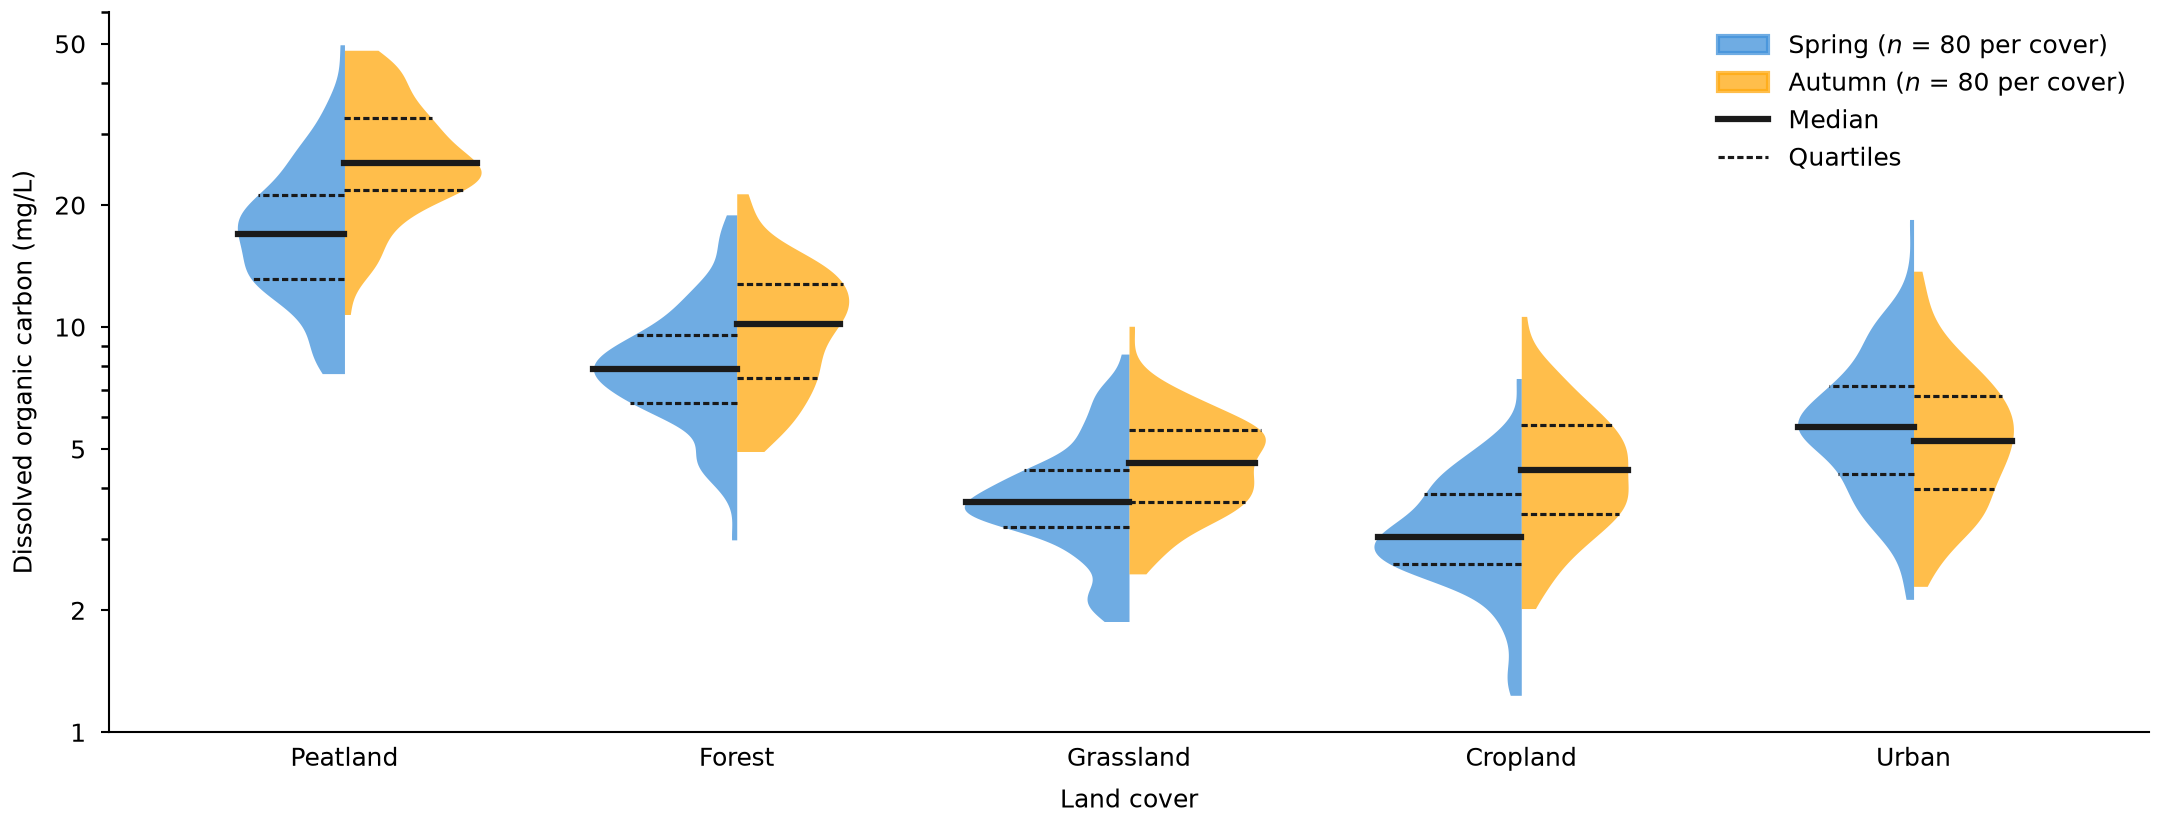 Dissolved organic carbon (mg/L)
50
20
10
5
2
1
Spring (n = 80 per cover)
Autumn (n = 80 per cover)
Median
Quartiles
Peatland
Forest
Grassland
Cropland
Urban
Land cover